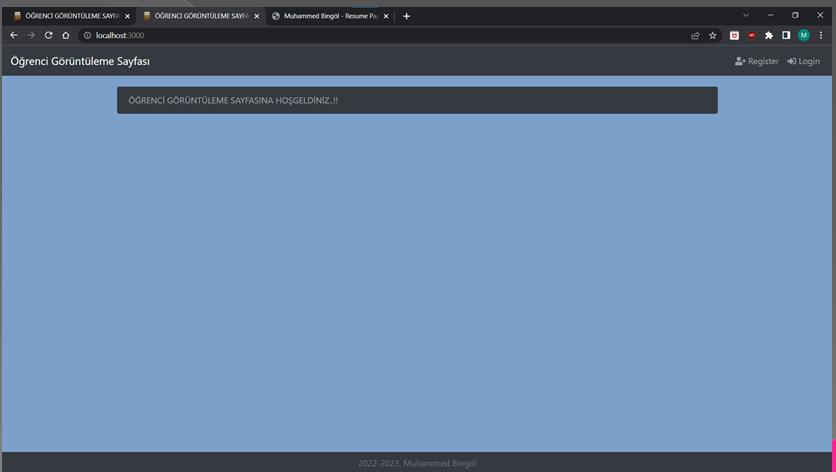 ÖĞRENCİ GÖRÜNTÜLEME SAYFA
ÖĞRENCİ GÖRÜNTÜLEME SAYFA
Muhammed Bingöl - Resume Pa
localhost:3000
M
Öğrenci Görüntüleme Sayfası
Register
Login
ÖĞRENCİ GÖRÜNTÜLEME SAYFASINA HOŞGELDİNİZ..!!
2022-2023, Muhammed Bingöl